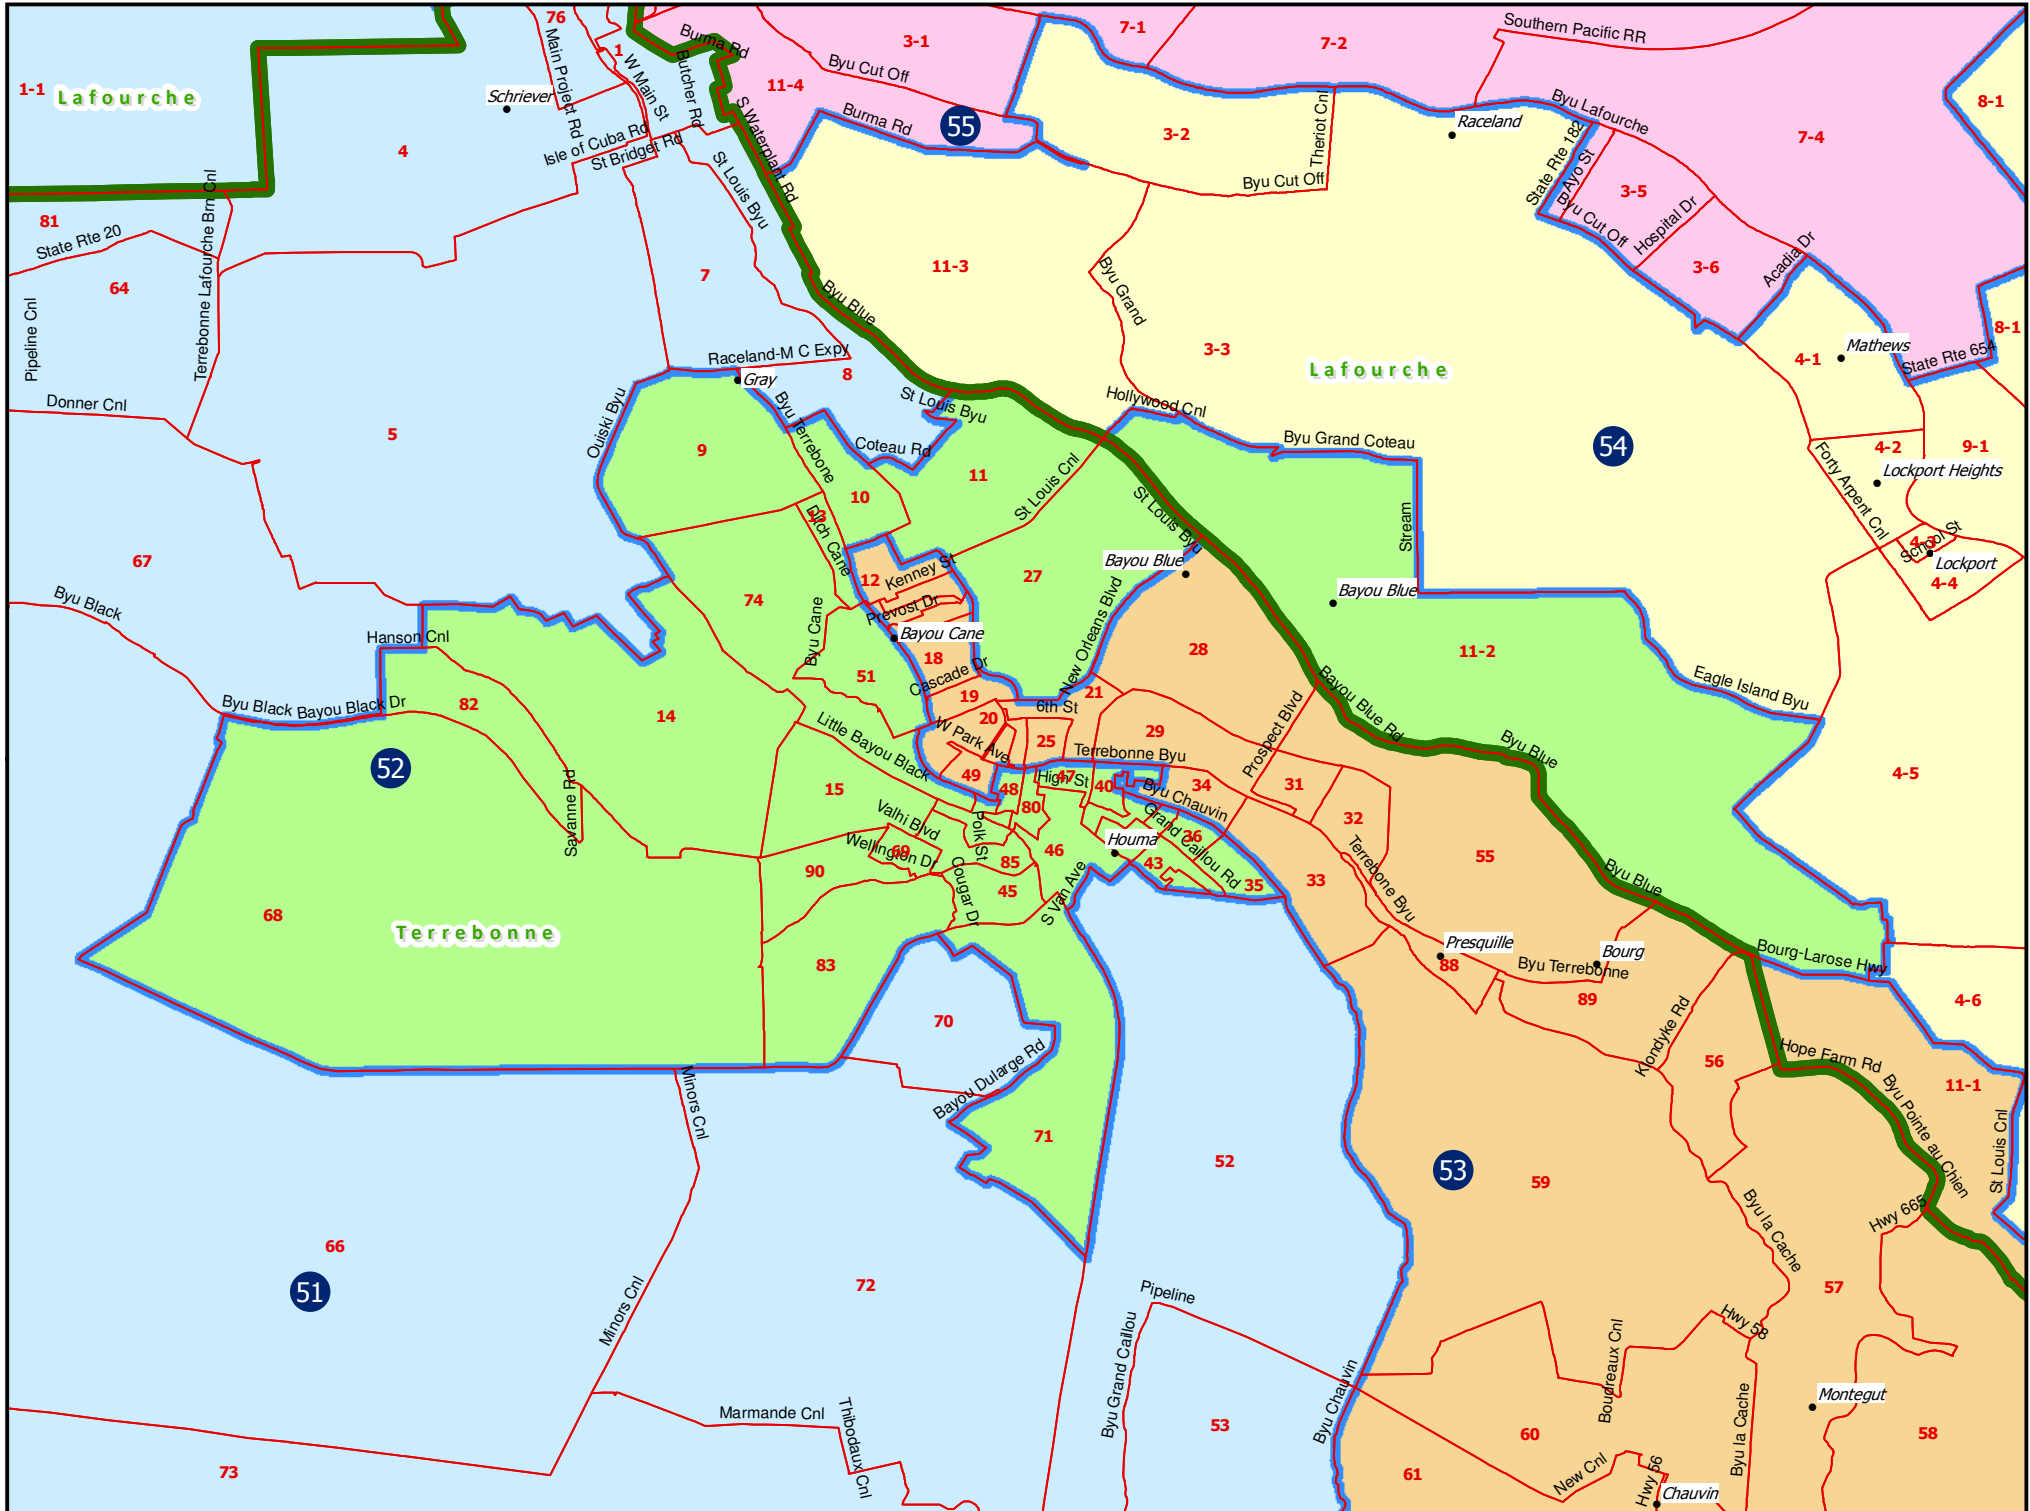 76
1
Main Project Rd
W Main St
Butcher Rd
Burma Rd
3-1
7-1
7-2
Southern Pacific RR
1-1
Lafourche
Schriever
11-4
Byu Cut Off
55
Burma Rd
3-2
Theriot Cnl
Byu Cut Off
Raceland
Byu Lafourche
State Rte 182
Ayo St
7-4
8-1
4
Isle of Cuba Rd
St Bridget Rd
S Waterplant Rd
St Louis Byu
3-5
Byu Cut Off
Hospital Dr
3-6
Acadia Dr
81
State Rte 20
64
Pipeline Cnl
Terrebonne Lafourche Brn Cnl
7
11-3
Byu Grand
Byu Blue
3-3
Lafourche
8-1
4-1
Mathews
State Rte 654
Raceland-M C Expy
8
Gray
St Louis Byu
Hollywood Cnl
Byu Grand Coteau
54
4-2
9-1
Lockport Heights
Forty Arpent Cnl
School St
4-3
Lockport
4-4
Donner Cnl
5
Ouiski Byu
9
Byu Terrebone
Coteau Rd
10
11
St Louis Cnl
St Louis Byu
Stream
13
Ditch Cane
67
Byu Black
12
Kenney St
27
Bayou Blue
Bayou Blue
74
Prevost Dr
Bayou Cane
Byu Cane
New Orleans Blvd
28
11-2
Eagle Island Byu
Hanson Cnl
51
18
Cascade Dr
19
21
Bayou Blue Rd
Byu Blue
Byu Black
Bayou Black Dr
82
14
Little Bayou Black
20
6th St
W Park Ave
25
29
Terrebonne Byu
Prospect Blvd
4-5
52
Savanne Rd
15
49
48
High St
47
40
80
Byu Chauvin
34
31
32
Valhi Blvd
Polk St
Grand Caillou Rd
36
Wellington Dr
69
85
46
Houma
43
90
Cougar Dr
45
S Van Ave
35
33
Terrebone Byu
55
Byu Blue
68
Terrebonne
83
Presquille
88
Bourg
Byu Terrebonne
89
Bourg-Larose Hwy
4-6
70
Bayou Dularge Rd
Klondyke Rd
56
Hope Farm Rd
11-1
Minors Cnl
71
52
53
59
Byu Pointe au Chien
St Louis Cnl
Hwy 665
Byu la Cache
66
51
Minors Cnl
72
Pipeline
Byu Grand Caillou
57
Hwy 58
Boudreaux Cnl
Byu Chauvin
Byu la Cache
Montegut
Marmande Cnl
Thibodaux Cnl
73
53
60
61
New Cnl
Hwy 56
Chauvin
58